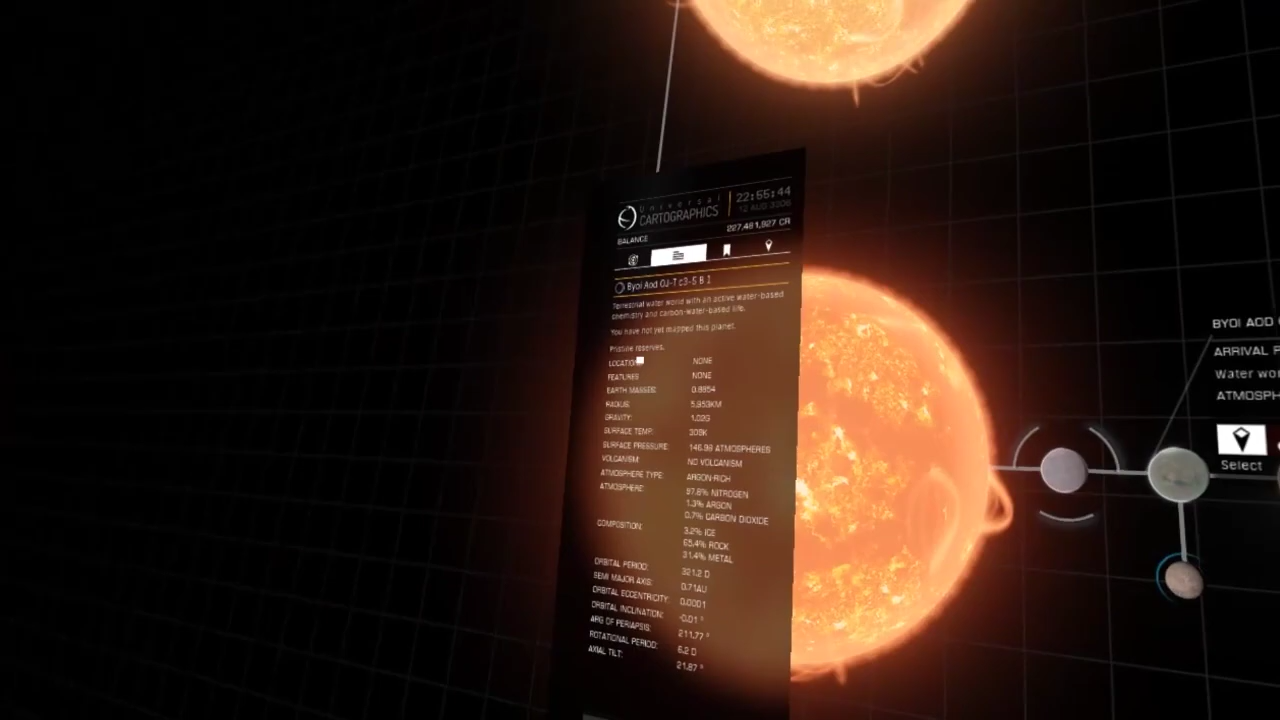 Universal
CARTOGRAPHICS
22:55:44
12 AUG 3306
BALANCE
227,481,927 CR
Byoi Aod OJ-T c3-5 B 1
Terrestrial water world with an active water-based
chemistry and carbon-water-based life.
You have not yet mapped this planet.
Pristine reserves.
LOCATION NONE
FEATURES NONE
EARTH MASSES: 0.8854
RADIUS: 5,953KM
GRAVITY: 1.02G
SURFACE TEMP: 309K
SURFACE PRESSURE: 146.98 ATMOSPHERES
VOLCANISM: NO VOLCANISM
ATMOSPHERE TYPE: ARGON-RICH
ATMOSPHERE: 97.8% NITROGEN
1.3% ARGON
0.7% CARBON DIOXIDE
COMPOSITION: 3.2% ICE
65.4% ROCK
31.4% METAL
ORBITAL PERIOD: 321.2 D
SEMI MAJOR AXIS: 0.71AU
ORBITAL ECCENTRICITY: 0.0001
ORBITAL INCLINATION: -0.01 °
ARG OF PERIAPSIS: 211.77 °
ROTATIONAL PERIOD: 6.2 D
AXIAL TILT: 21.87 °
BYOI AOD
ARRIVAL P
Water wor
ATMOSPH
Select